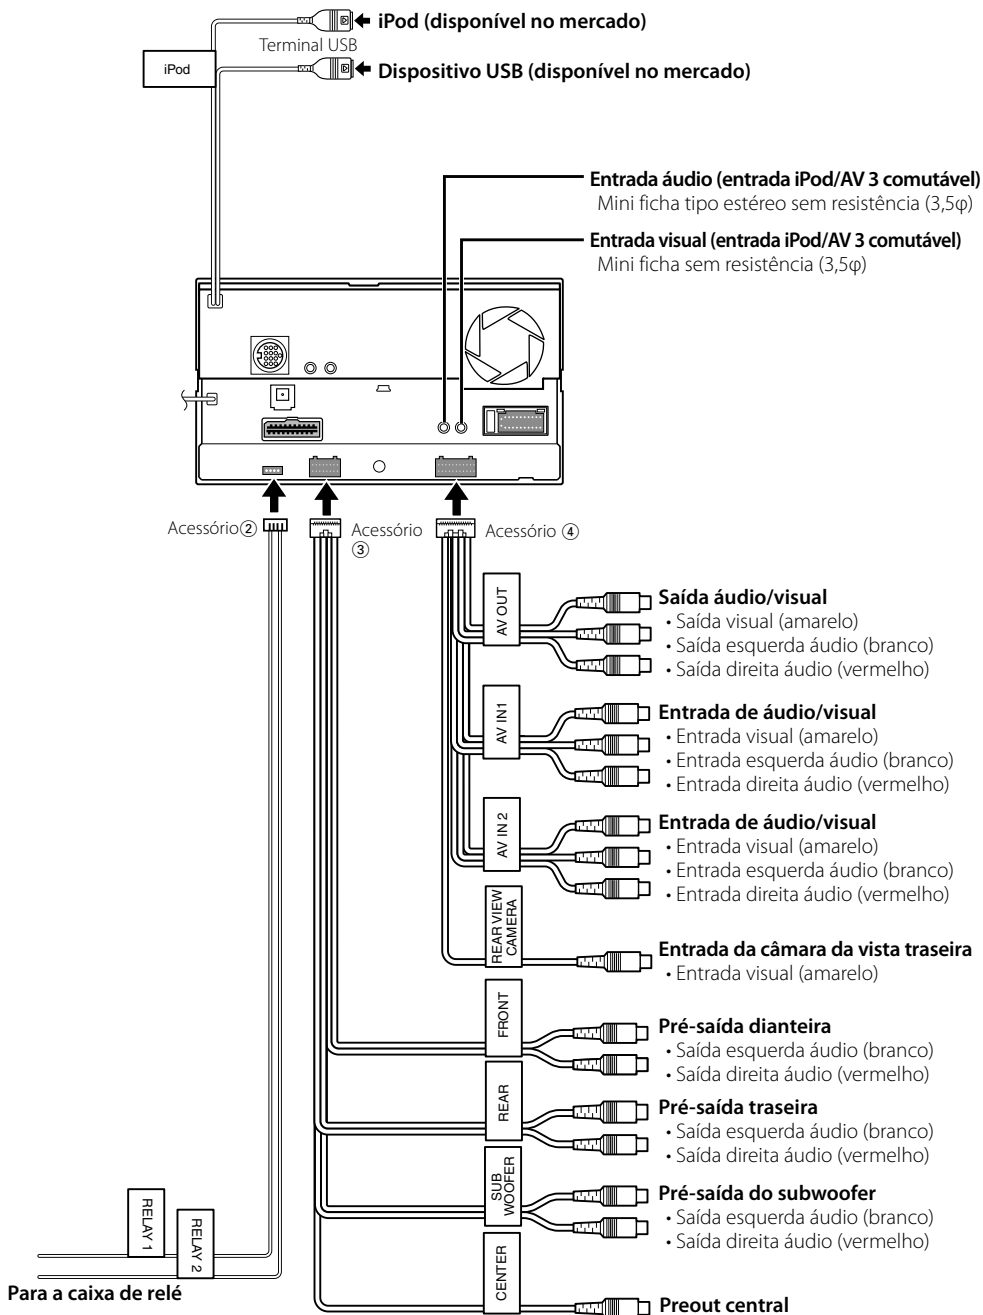 iPod (disponível no mercado)
Terminal USB
iPod
Dispositivo USB (disponível no mercado)
Entrada áudio (entrada iPod/AV 3 comutável)
Mini ficha tipo estéreo sem resistência (3,5φ)
Entrada visual (entrada iPod/AV 3 comutável)
Mini ficha sem resistência (3,5φ)
Acessório②
Acessório
③
Acessório ④
AV OUT
Saída áudio/visual
• Saída visual (amarelo)
• Saída esquerda áudio (branco)
• Saída direita áudio (vermelho)
AV IN1
Entrada de áudio/visual
• Entrada visual (amarelo)
• Entrada esquerda áudio (branco)
• Entrada direita áudio (vermelho)
AV IN 2
Entrada de áudio/visual
• Entrada visual (amarelo)
• Entrada esquerda áudio (branco)
• Entrada direita áudio (vermelho)
REAR VIEW
CAMERA
Entrada da câmara da vista traseira
• Entrada visual (amarelo)
FRONT
Pré-saída dianteira
• Saída esquerda áudio (branco)
• Saída direita áudio (vermelho)
REAR
Pré-saída traseira
• Saída esquerda áudio (branco)
• Saída direita áudio (vermelho)
SUB
WOOFER
Pré-saída do subwoofer
• Saída esquerda áudio (branco)
• Saída direita áudio (vermelho)
RELAY 1
RELAY 2
Para a caixa de relé
CENTER
Preout central